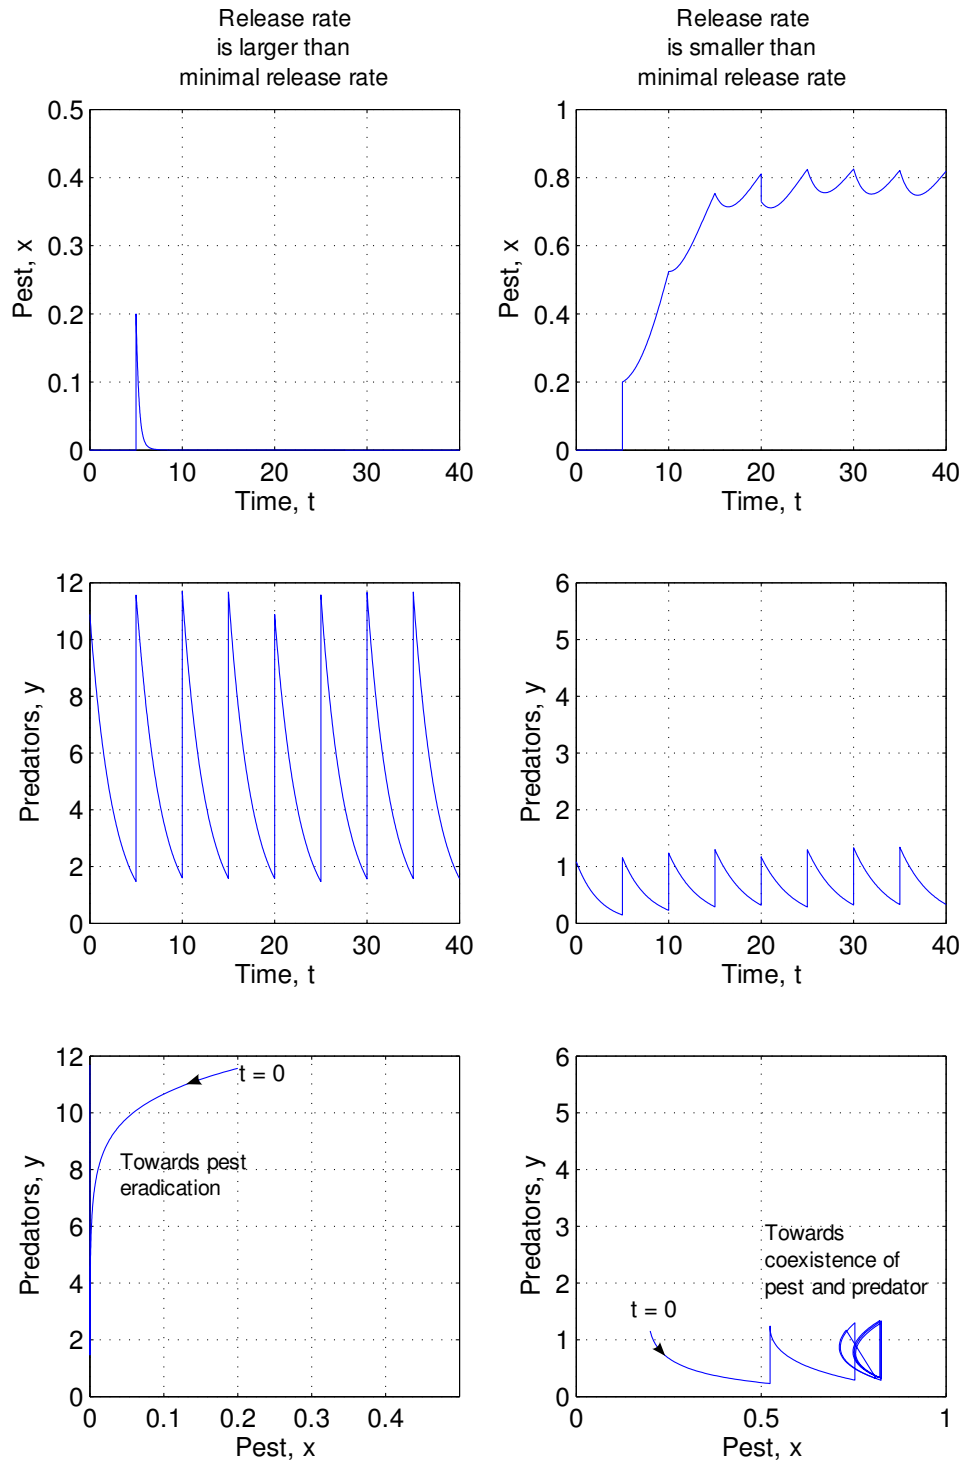 Release rate
is larger than
minimal release rate
Release rate
is smaller than
minimal release rate
0.5
0.4
0.3
0.2
0.1
0
Pest, x
0 10 20 30 40
Time, t
1
0.8
0.6
0.4
0.2
0
Pest, x
0 10 20 30 40
Time, t
12
10
8
6
4
2
0
Predators, y
0 10 20 30 40
Time, t
6
5
4
3
2
1
0
Predators, y
0 10 20 30 40
Time, t
12
10
8
6
4
2
0
Predators, y
t = 0
Towards pest
eradication
0 0.1 0.2 0.3 0.4
Pest, x
6
5
4
3
2
1
0
Predators, y
Towards
coexistence of
pest and predator
t = 0
0 0.5 1
Pest, x